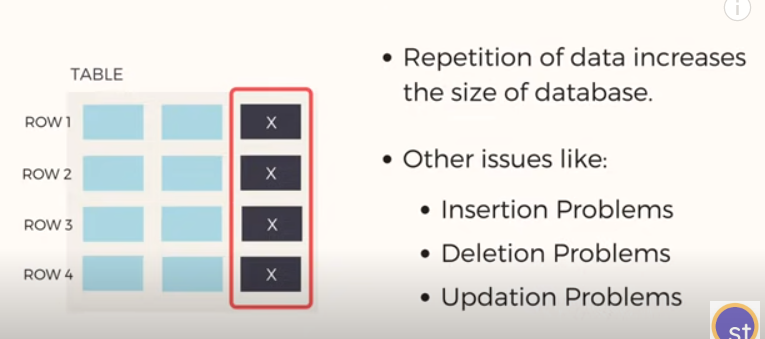 TABLE
ROW 1
X
ROW 2
X
ROW 3
X
ROW 4
X
• Repetition of data increases
the size of database.
• Other issues like:
• Insertion Problems
• Deletion Problems
• Updation Problems
st